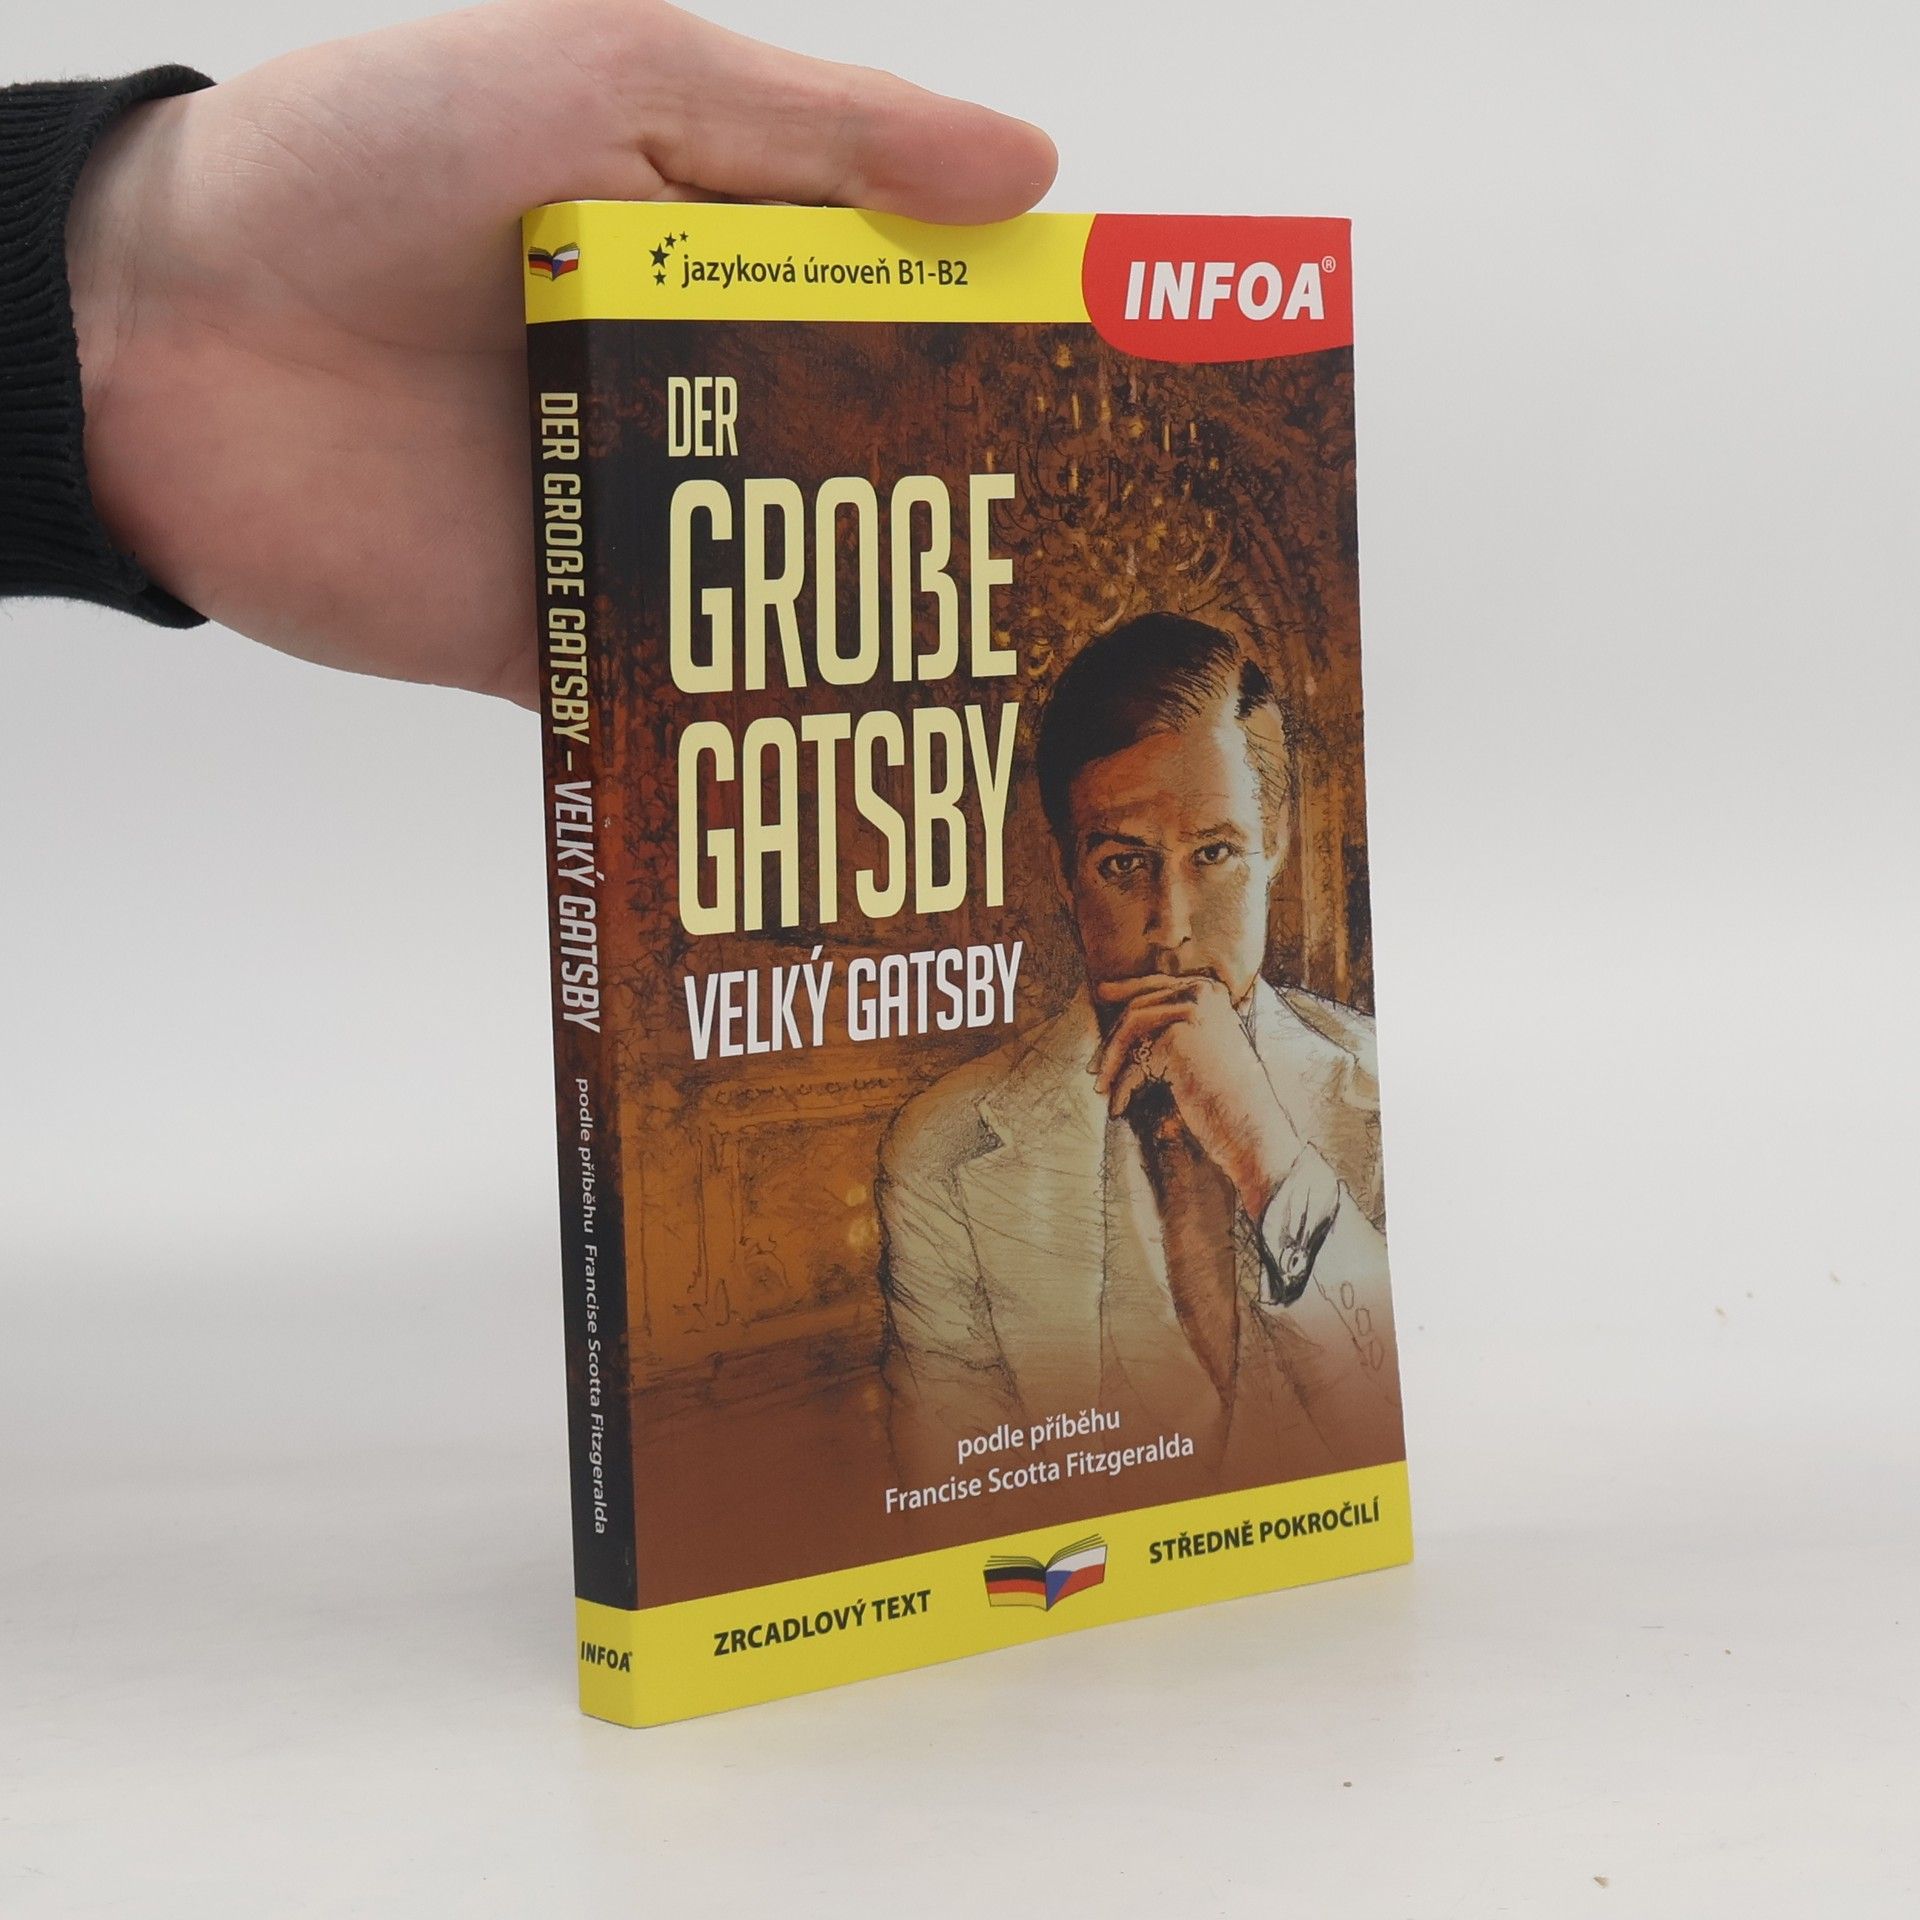 jazyková úroveň B1-B2
INFOA®
DER
GROßE
GATSBY
VELKÝ GATSBY
podle příběhu
Francise Scotta Fitzgeralda
ZRCADLOVÝ TEXT
STŘEDNĚ POKROČILÍ
DER GROßE GATSBY – VELKÝ GATSBY
podle příběhu Francise Scotta Fitzgeralda
INFOA®